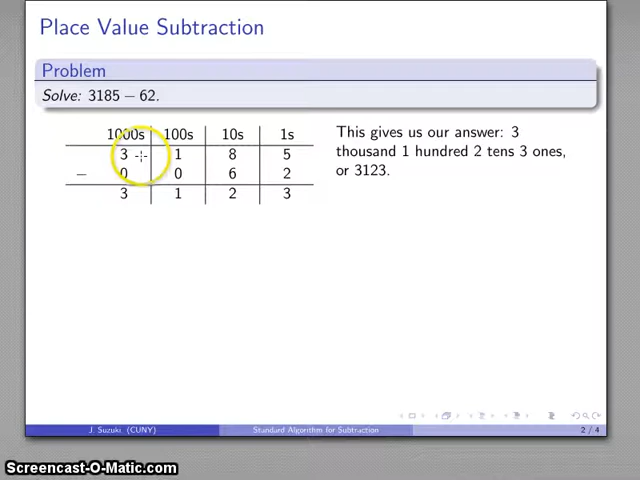 Place Value Subtraction
Problem
Solve: 3185 − 62.
1000s 100s 10s 1s
3 1 8 5
− 0 0 6 2
3 1 2 3
This gives us our answer: 3
thousand 1 hundred 2 tens 3 ones,
or 3123.
J. Suzuki (CUNY) Standard Algorithm for Subtraction 2 / 4
Screencast-O-Matic.com